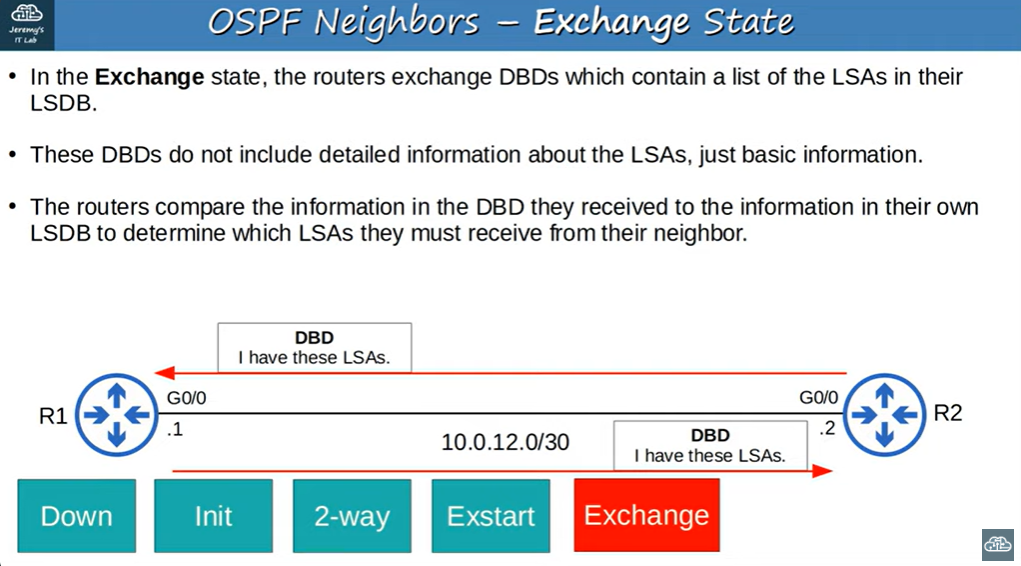 Jeremy's
IT Lab
OSPF Neighbors – Exchange State
• In the Exchange state, the routers exchange DBDs which contain a list of the LSAs in their
LSDB.
• These DBDs do not include detailed information about the LSAs, just basic information.
• The routers compare the information in the DBD they received to the information in their own
LSDB to determine which LSAs they must receive from their neighbor.
DBD
I have these LSAs.
R1
G0/0
.1
10.0.12.0/30
G0/0
.2
R2
DBD
I have these LSAs.
Down
Init
2-way
Exstart
Exchange